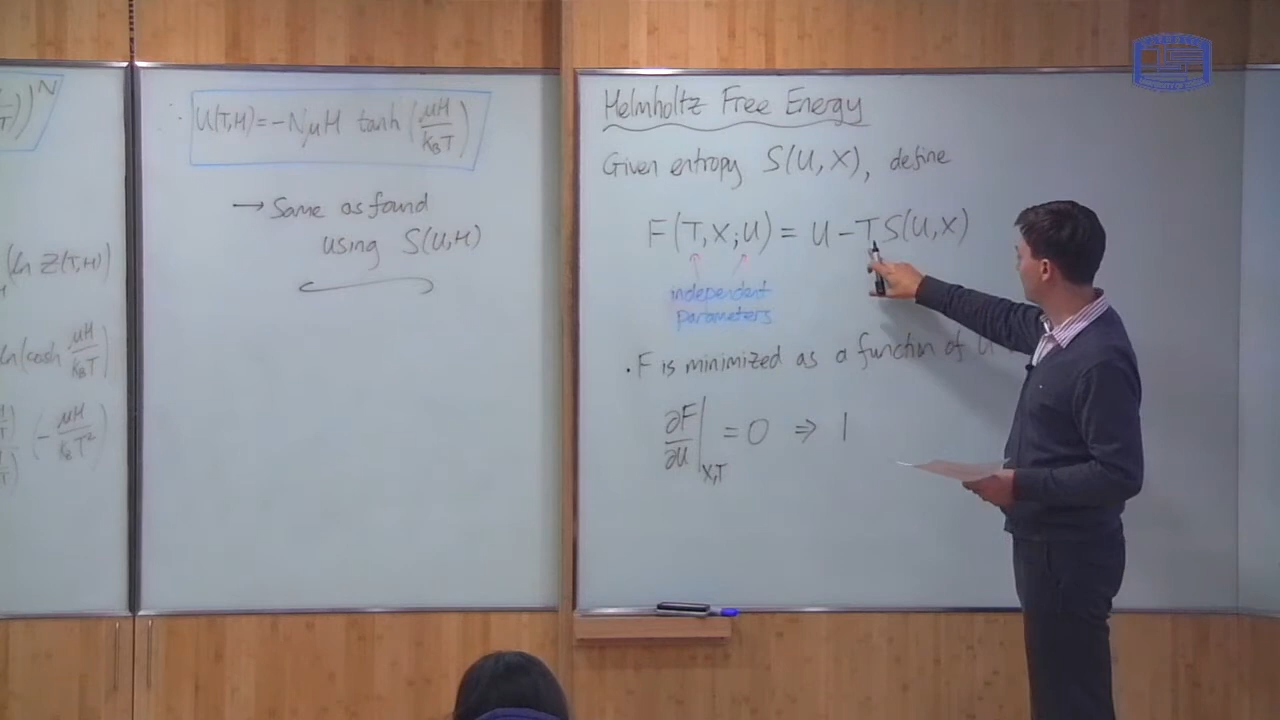 T))^N
(ln Z(T,H))
ln(cosh μH/k_BT)
(-μH/k_BT²)
∴ U(T,H) = -NμH tanh(μH/k_BT)
→ Same as found
using S(U,H)
Helmholtz Free Energy
Given entropy S(U,X), define
F(T,X;U) = U - TS(U,X)
independent
parameters
• F is minimized as a function of U
∂F/∂U|_X,T = 0 ⇒ 1